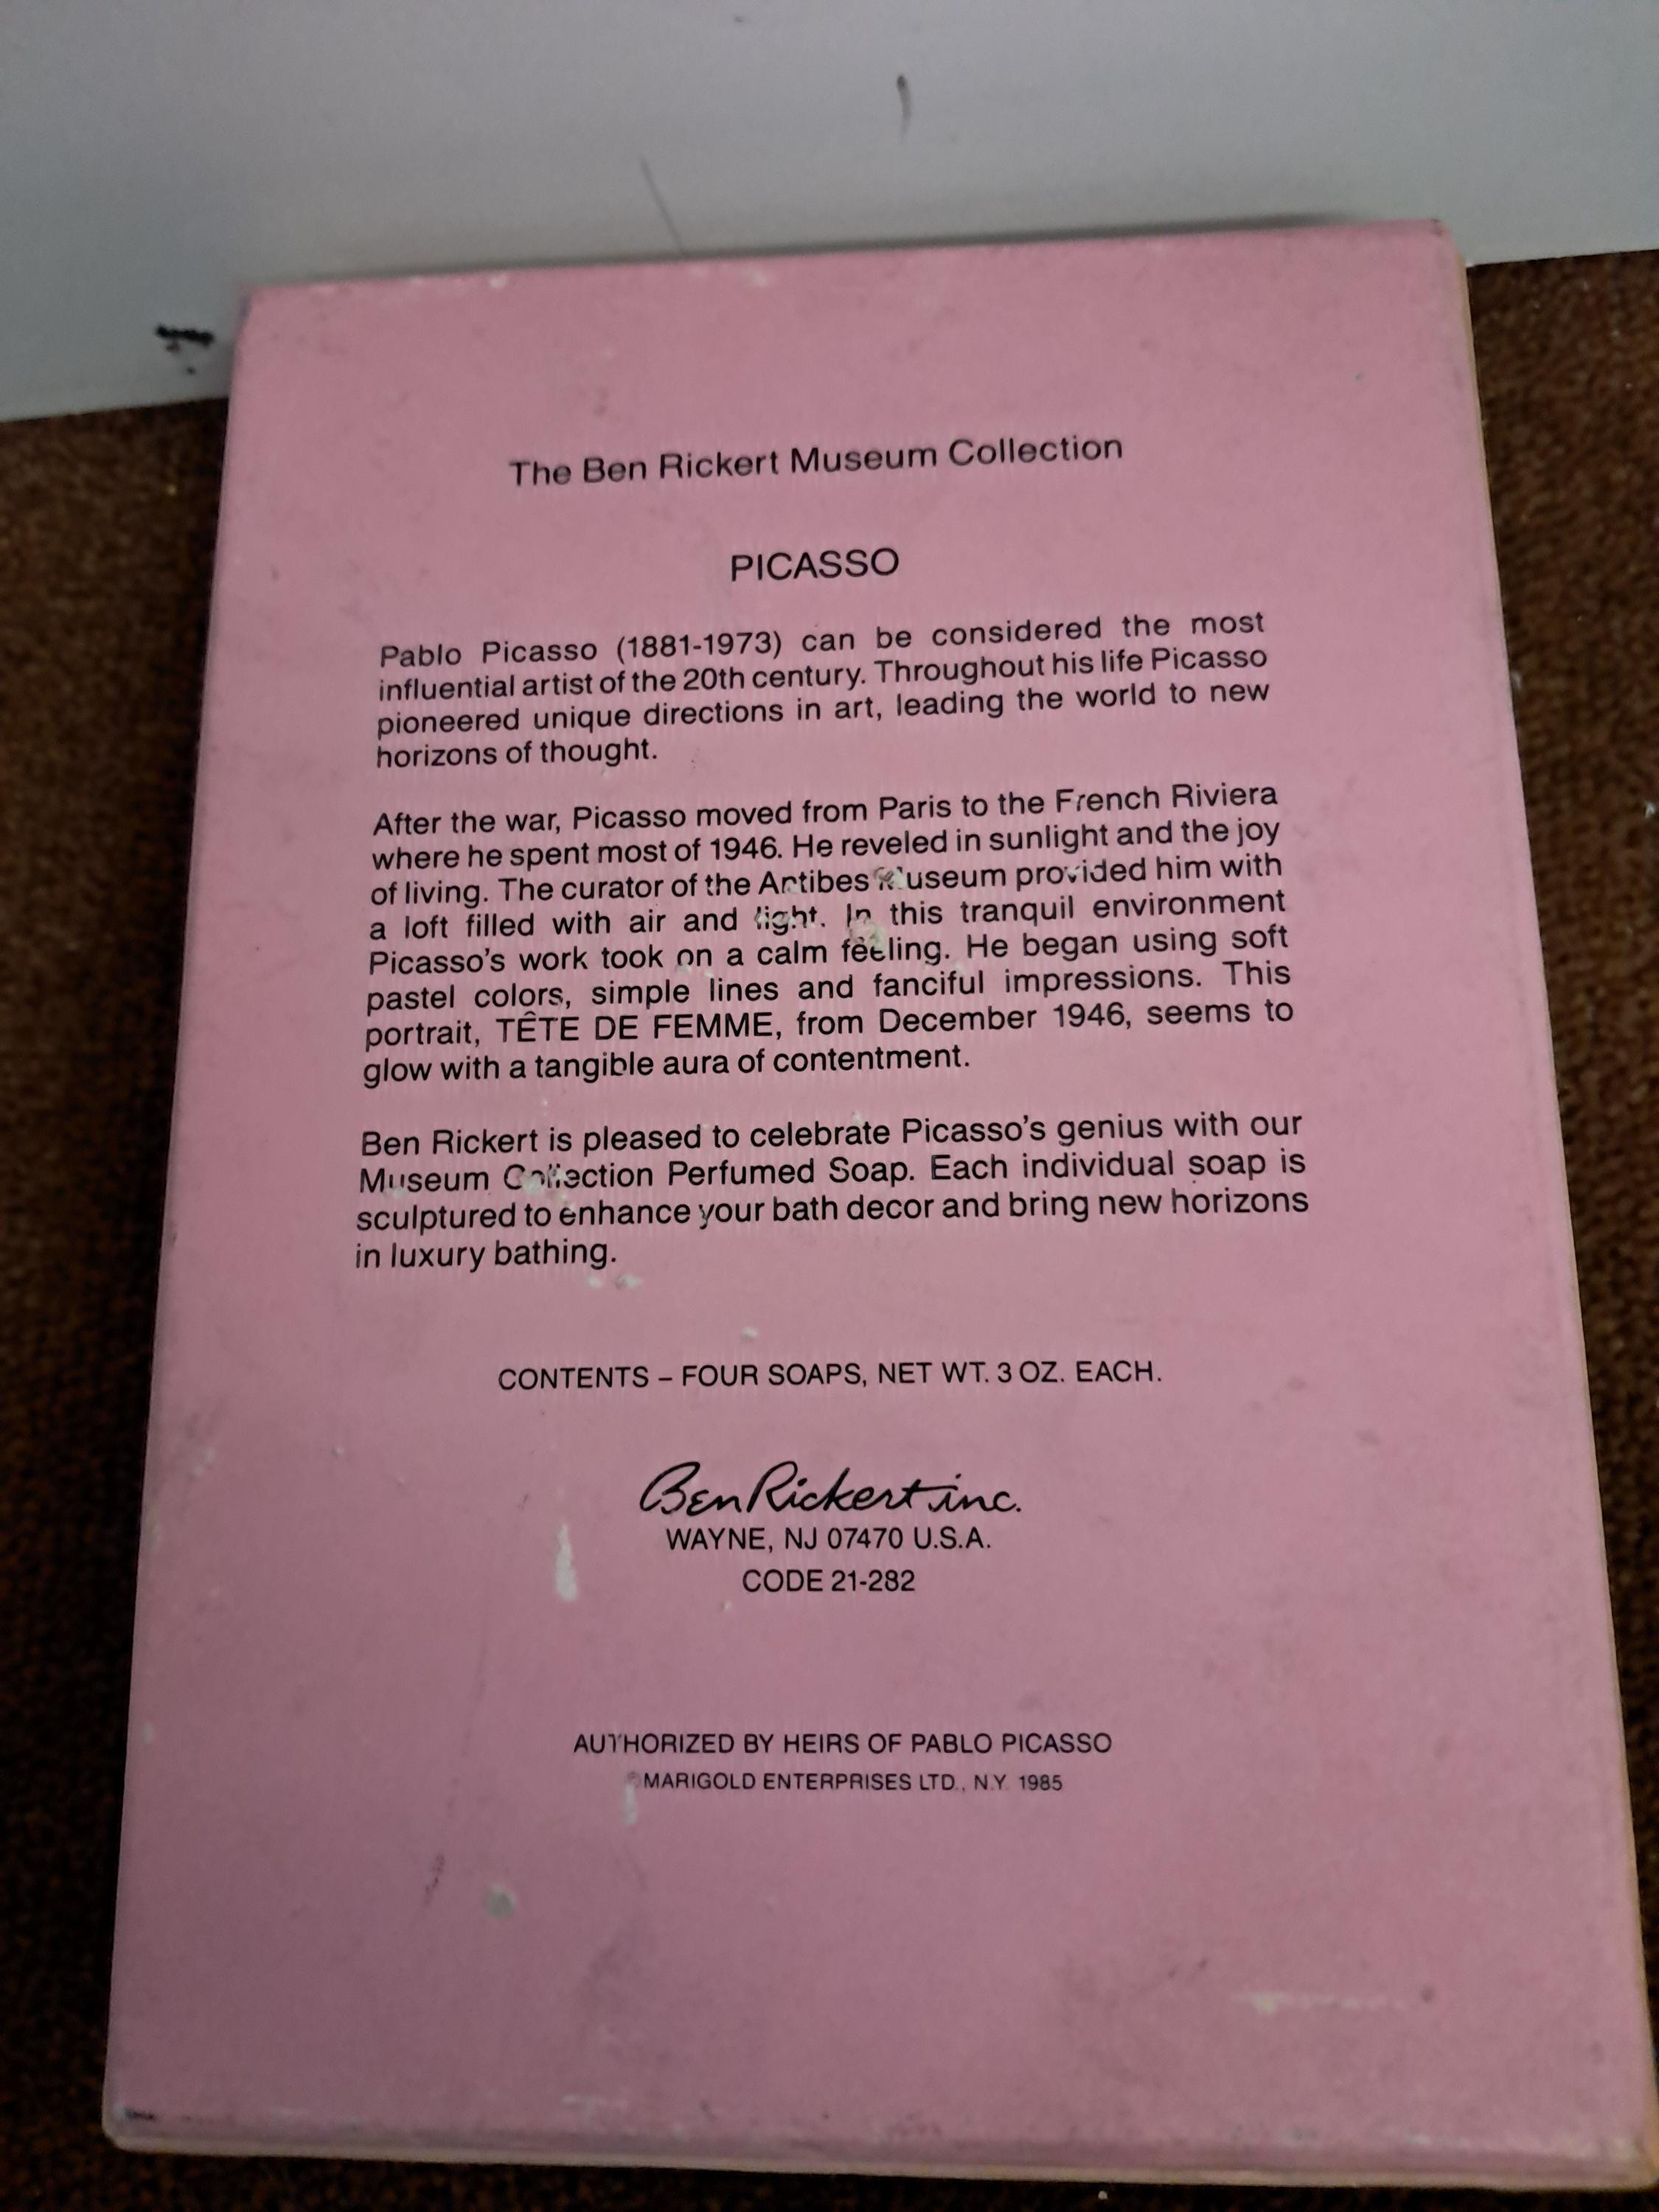 The Ben Rickert Museum Collection
PICASSO
Pablo Picasso (1881-1973) can be considered the most
influential artist of the 20th century. Throughout his life Picasso
pioneered unique directions in art, leading the world to new
horizons of thought.
After the war, Picasso moved from Paris to the French Riviera
where he spent most of 1946. He reveled in sunlight and the joy
of living. The curator of the Antibes Museum provided him with
a loft filled with air and light. In this tranquil environment
Picasso's work took on a calm feeling. He began using soft
pastel colors, simple lines and fanciful impressions. This
portrait, TÊTE DE FEMME, from December 1946, seems to
glow with a tangible aura of contentment.
Ben Rickert is pleased to celebrate Picasso's genius with our
Museum Collection Perfumed Soap. Each individual soap is
sculptured to enhance your bath decor and bring new horizons
in luxury bathing.
CONTENTS – FOUR SOAPS, NET WT. 3 OZ. EACH.
Ben Rickert inc.
WAYNE, NJ 07470 U.S.A.
CODE 21-282
AUTHORIZED BY HEIRS OF PABLO PICASSO
©MARIGOLD ENTERPRISES LTD., N.Y. 1985